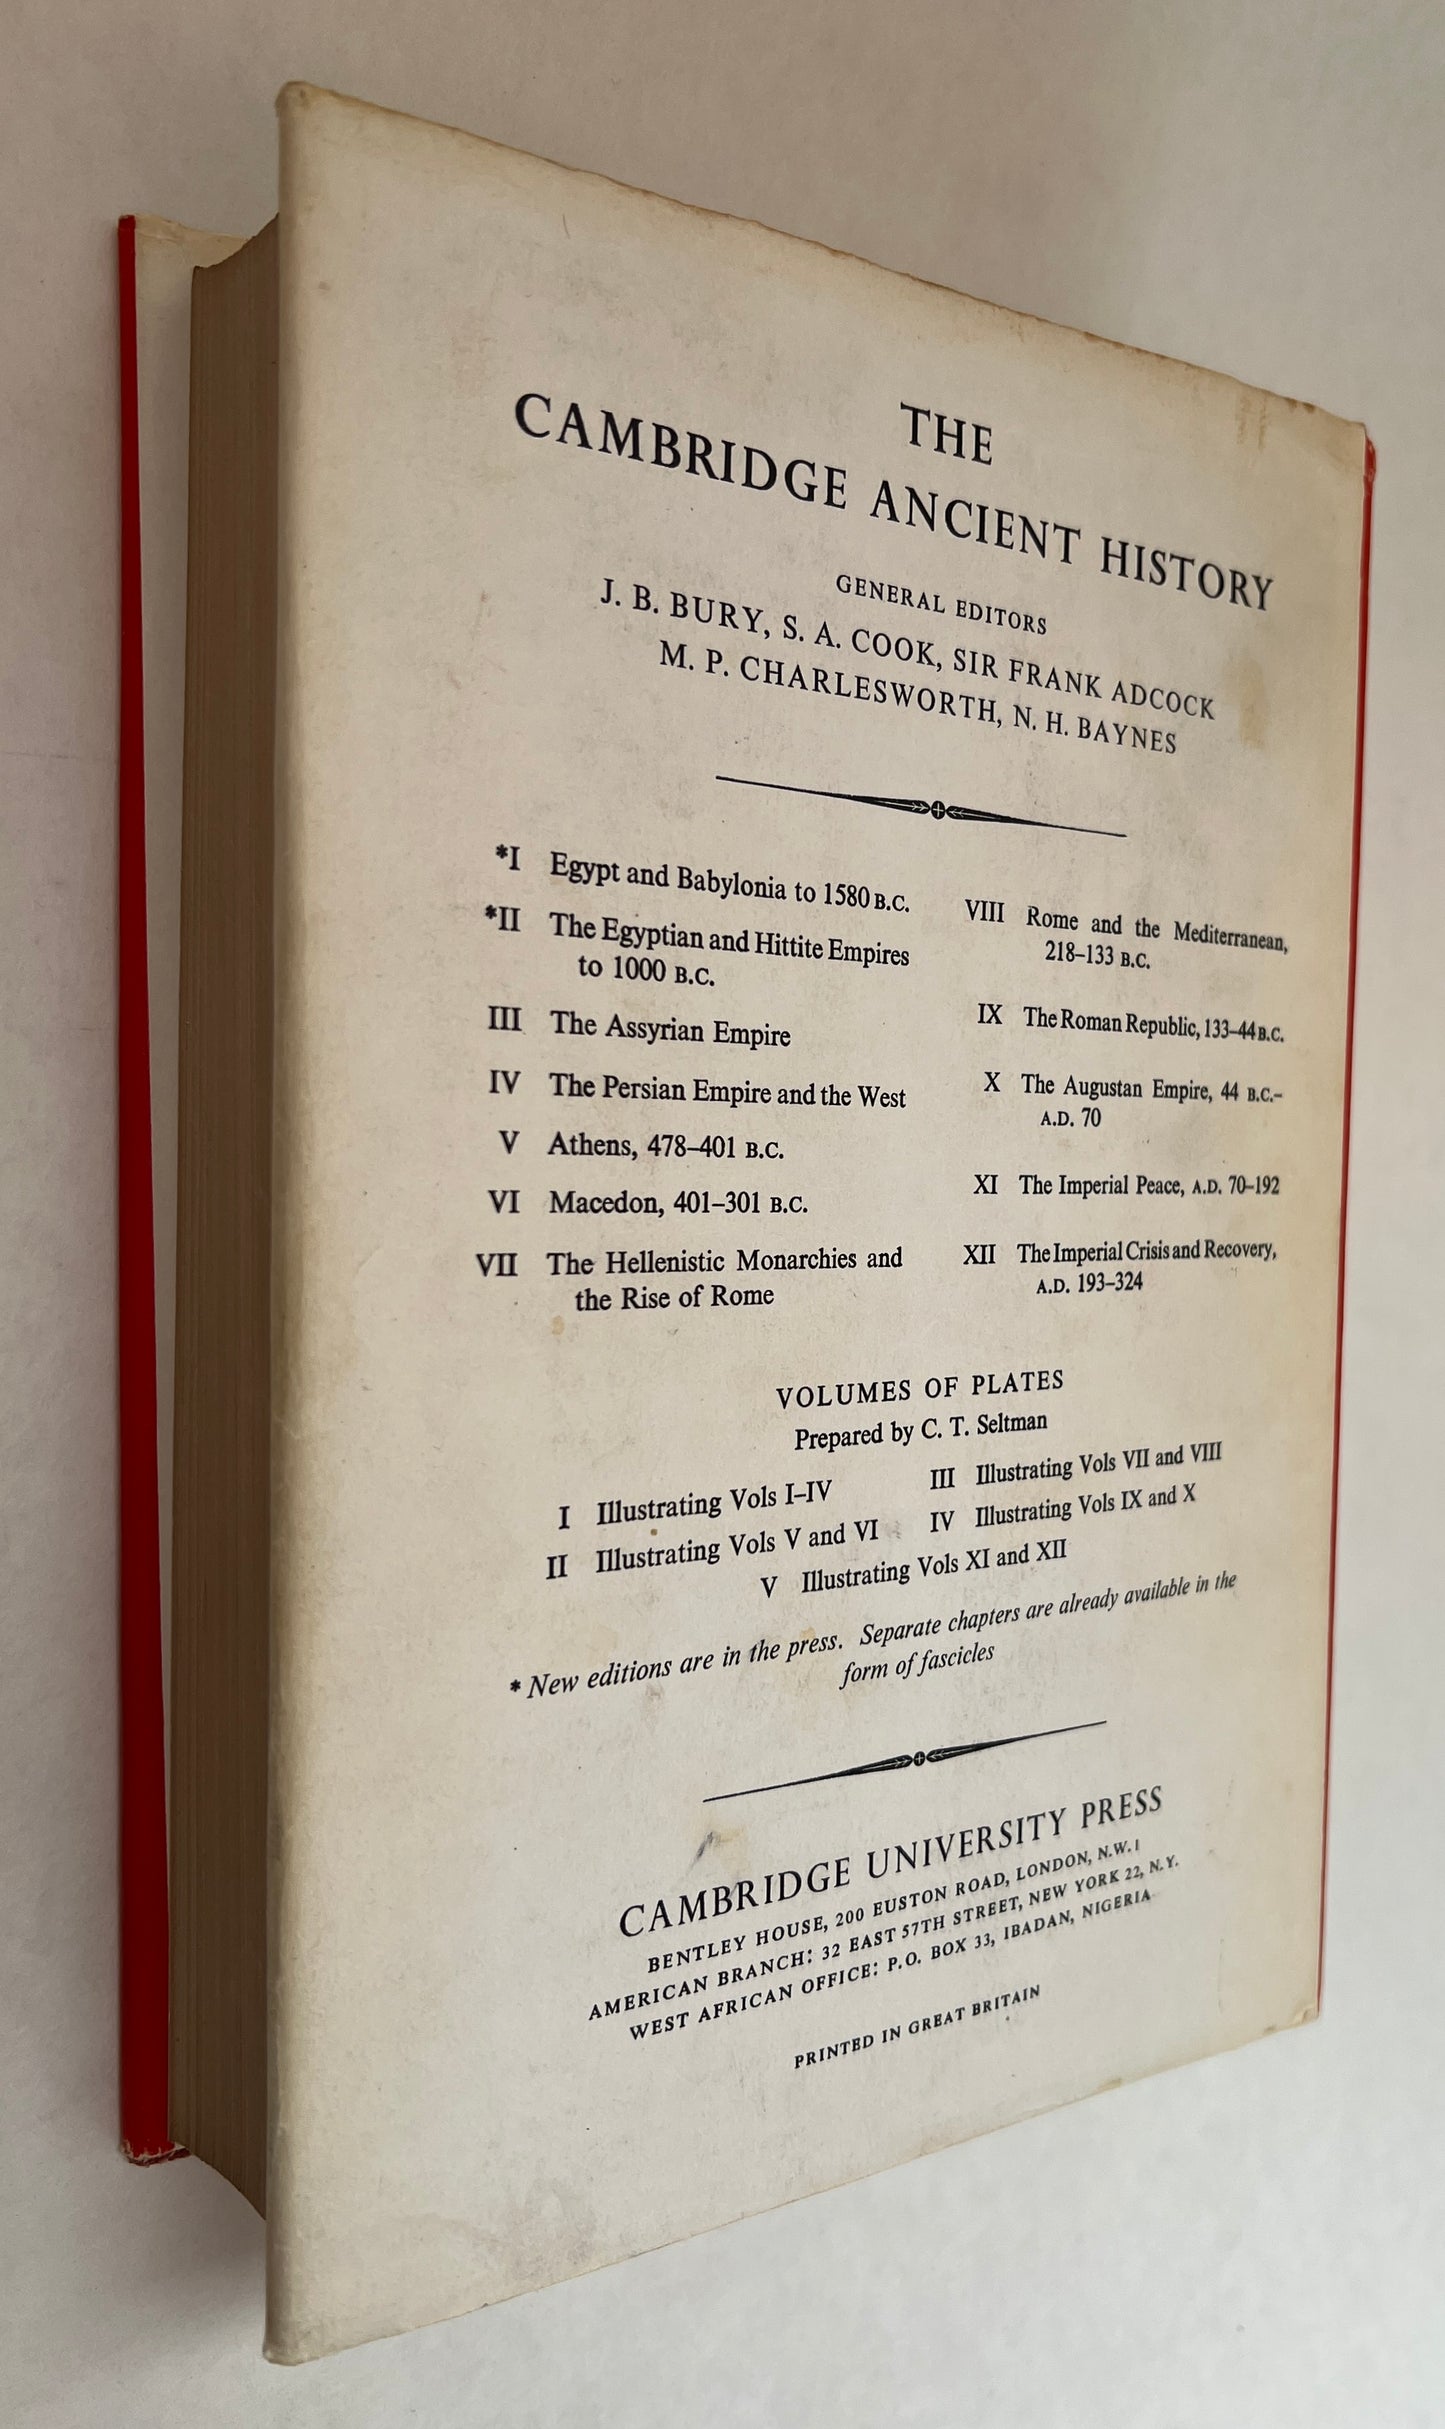 THE
CAMBRIDGE ANCIENT HISTORY
GENERAL EDITORS
J. B. BURY, S. A. COOK, SIR FRANK ADCOCK
M. P. CHARLESWORTH, N. H. BAYNES
*I Egypt and Babylonia to 1580 B.C.
*II The Egyptian and Hittite Empires
to 1000 B.C.
III The Assyrian Empire
IV The Persian Empire and the West
V Athens, 478–401 B.C.
VI Macedon, 401–301 B.C.
VII The Hellenistic Monarchies and
the Rise of Rome
VIII Rome and the Mediterranean,
218–133 B.C.
IX The Roman Republic, 133–44 B.C.
X The Augustan Empire, 44 B.C.–
A.D. 70
XI The Imperial Peace, A.D. 70–192
XII The Imperial Crisis and Recovery,
A.D. 193–324
VOLUMES OF PLATES
Prepared by C. T. Seltman
I Illustrating Vols I–IV
II Illustrating Vols V and VI
III Illustrating Vols VII and VIII
IV Illustrating Vols IX and X
V Illustrating Vols XI and XII
* New editions are in the press. Separate chapters are already available in the
form of fascicles
CAMBRIDGE UNIVERSITY PRESS
BENTLEY HOUSE, 200 EUSTON ROAD, LONDON, N.W. 1
AMERICAN BRANCH: 32 EAST 57TH STREET, NEW YORK 22, N.Y.
WEST AFRICAN OFFICE: P.O. BOX 33, IBADAN, NIGERIA
PRINTED IN GREAT BRITAIN